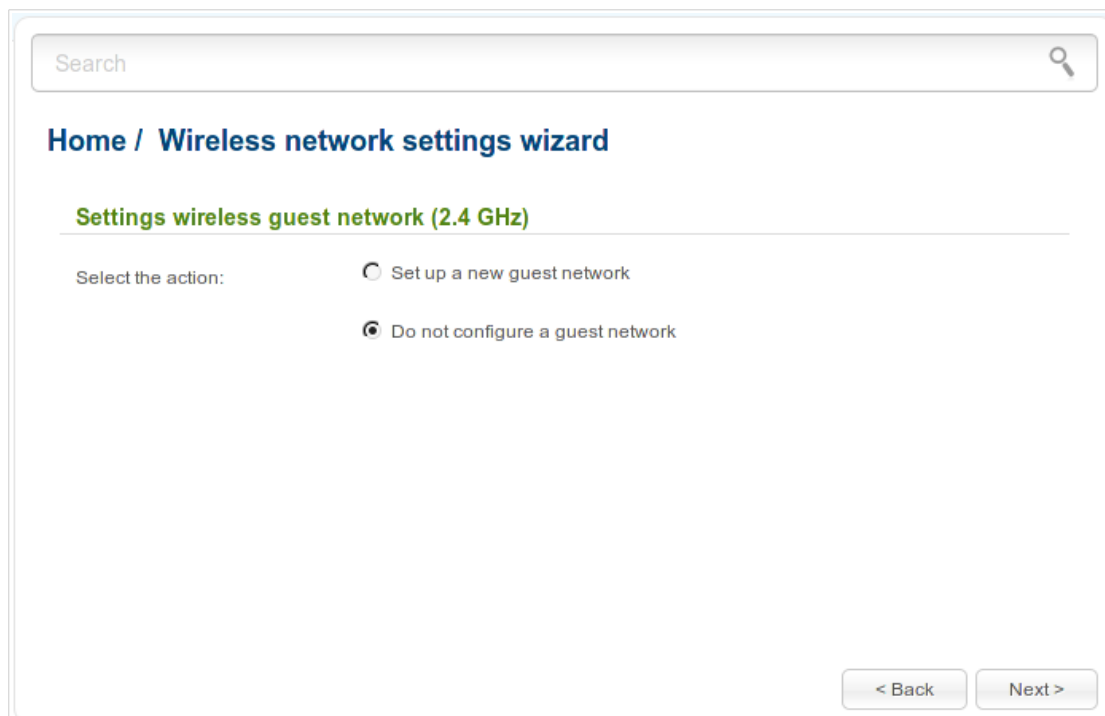 Search
Home / Wireless network settings wizard
Settings wireless guest network (2.4 GHz)
Select the action:
Set up a new guest network
Do not configure a guest network
< Back
Next >